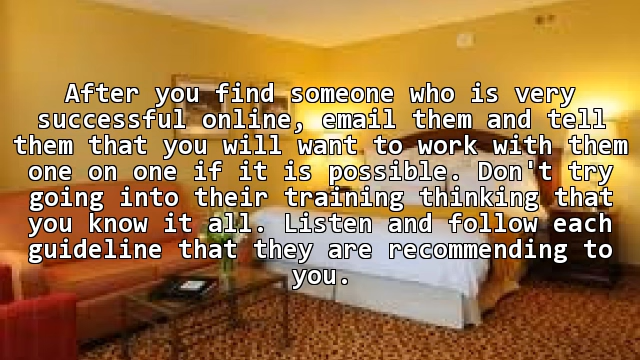 After you find someone who is very
successful online, email them and tell
them that you will want to work with them
one on one if it is possible. Don't try
going into their training thinking that
you know it all. Listen and follow each
guideline that they are recommending to
you.